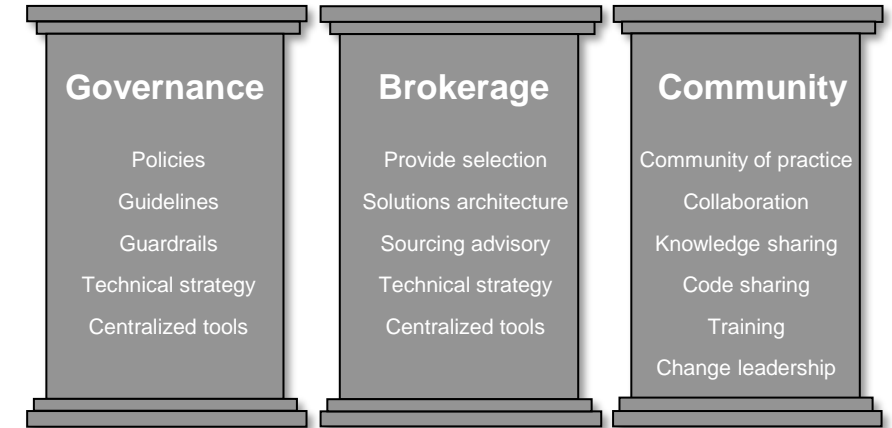 Governance
Policies
Guidelines
Guardrails
Technical strategy
Centralized tools
Brokerage
Provide selection
Solutions architecture
Sourcing advisory
Technical strategy
Centralized tools
Community
Community of practice
Collaboration
Knowledge sharing
Code sharing
Training
Change leadership